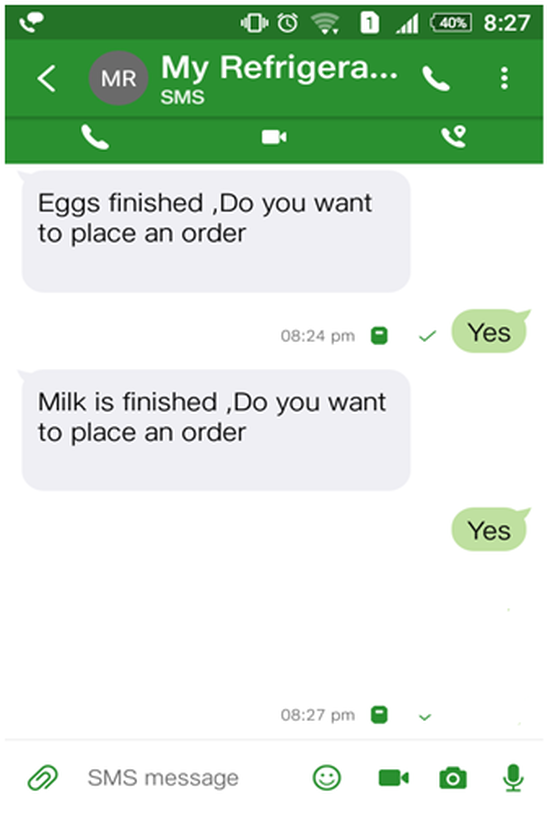 1 40% 8:27
MR My Refrigera...
SMS
Eggs finished ,Do you want
to place an order
08:24 pm Yes
Milk is finished ,Do you want
to place an order
Yes
08:27 pm
SMS message